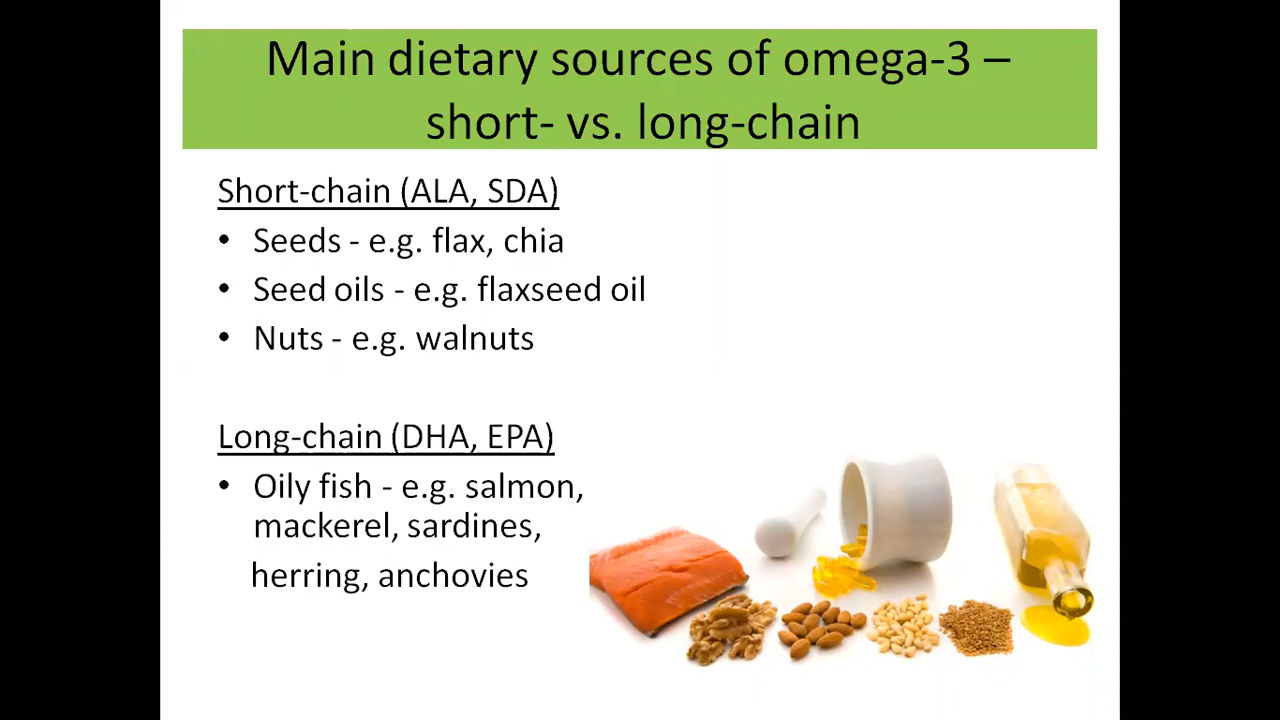 Main dietary sources of omega-3 –
short- vs. long-chain
Short-chain (ALA, SDA)
• Seeds - e.g. flax, chia
• Seed oils - e.g. flaxseed oil
• Nuts - e.g. walnuts
Long-chain (DHA, EPA)
• Oily fish - e.g. salmon,
mackerel, sardines,
herring, anchovies